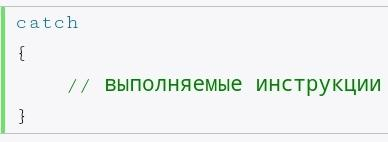 catch
{
    // выполняемые инструкции
}